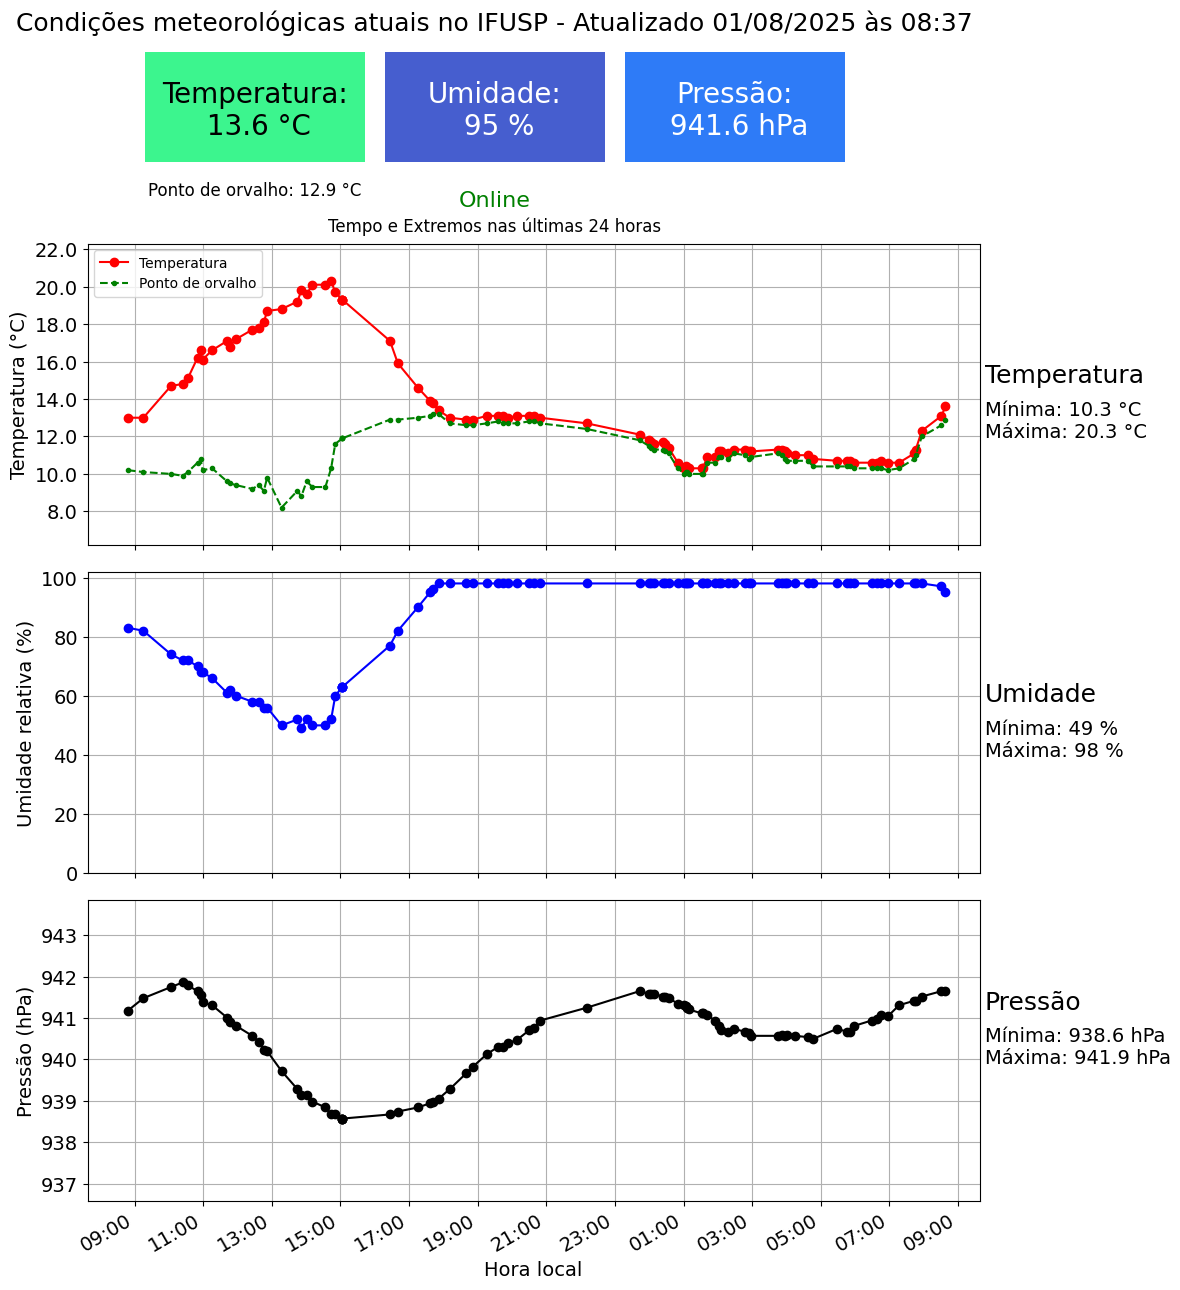 Condições meteorológicas atuais no IFUSP - Atualizado 01/08/2025 às 08:37
Temperatura:
13.6 °C
Umidade:
95 %
Pressão:
941.6 hPa
Ponto de orvalho: 12.9 °C
Online
Tempo e Extremos nas últimas 24 horas
Temperatura
Ponto de orvalho
Temperatura (°C)
22.0
20.0
18.0
16.0
14.0
12.0
10.0
8.0
Temperatura
Mínima: 10.3 °C
Máxima: 20.3 °C
Umidade relativa (%)
100
80
60
40
20
0
Umidade
Mínima: 49 %
Máxima: 98 %
Pressão (hPa)
943
942
941
940
939
938
937
Pressão
Mínima: 938.6 hPa
Máxima: 941.9 hPa
09:00 11:00 13:00 15:00 17:00 19:00 21:00 23:00 01:00 03:00 05:00 07:00 09:00
Hora local